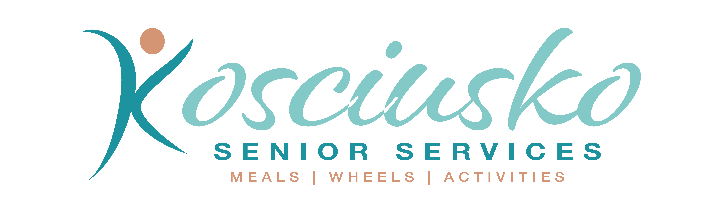 Kosciusko
SENIOR SERVICES
MEALS | WHEELS | ACTIVITIES